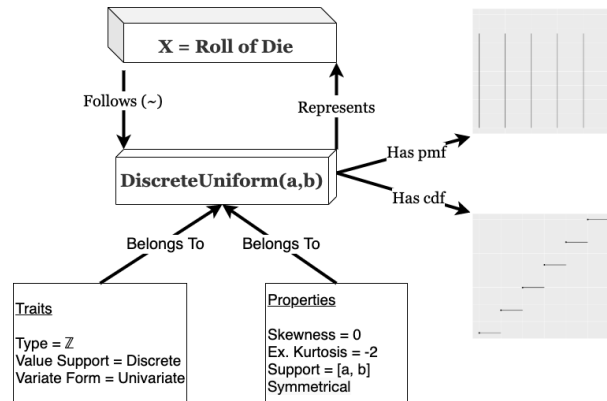 X = Roll of Die
Follows (~)
Represents
Has pmf
DiscreteUniform(a,b)
Has cdf
Belongs To
Belongs To
Traits
Type = ℤ
Value Support = Discrete
Variate Form = Univariate
Properties
Skewness = 0
Ex. Kurtosis = -2
Support = [a, b]
Symmetrical